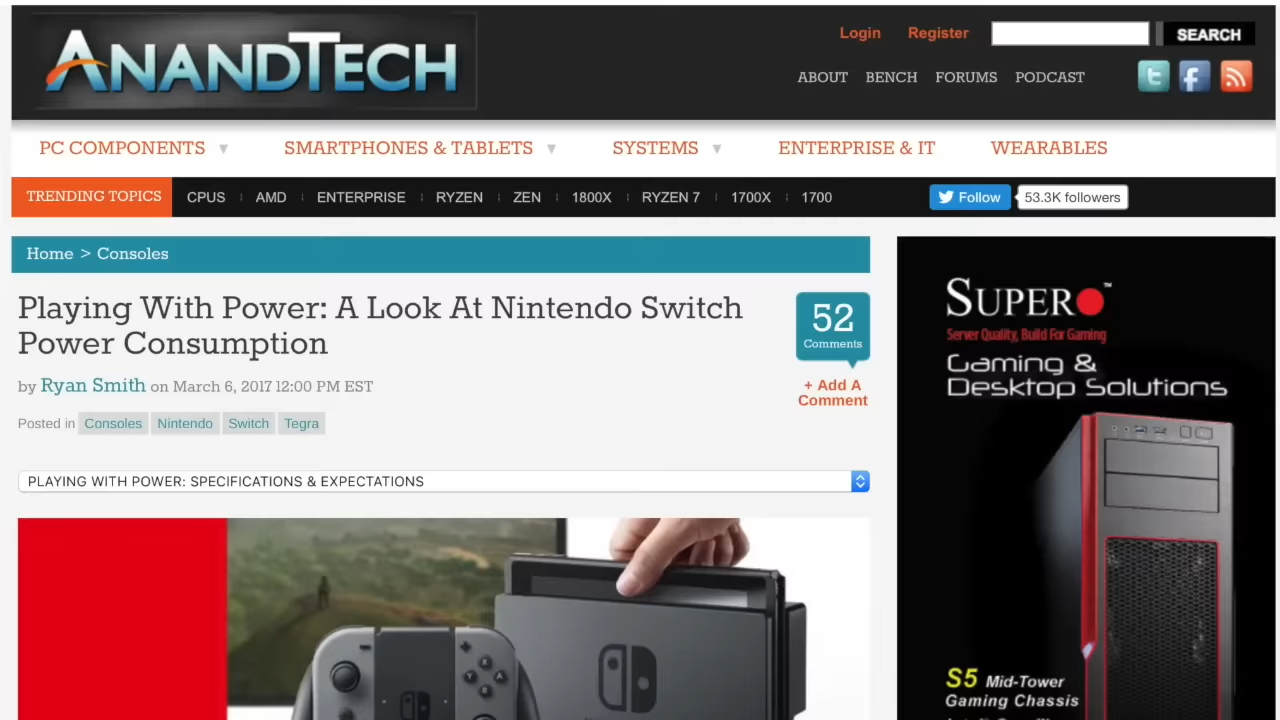 ANANDTECH
Login Register SEARCH
ABOUT BENCH FORUMS PODCAST
PC COMPONENTS SMARTPHONES & TABLETS SYSTEMS ENTERPRISE & IT WEARABLES
TRENDING TOPICS CPUS AMD ENTERPRISE RYZEN ZEN 1800X RYZEN 7 1700X 1700 Follow 53.3K followers
Home > Consoles
Playing With Power: A Look At Nintendo Switch
Power Consumption
52
Comments
+ Add A
Comment
by Ryan Smith on March 6, 2017 12:00 PM EST
Posted in Consoles Nintendo Switch Tegra
PLAYING WITH POWER: SPECIFICATIONS & EXPECTATIONS
X
Y A
B
SUPER™
Server Quality, Build For Gaming
Gaming &
Desktop Solutions
S5 Mid-Tower
Gaming Chassis